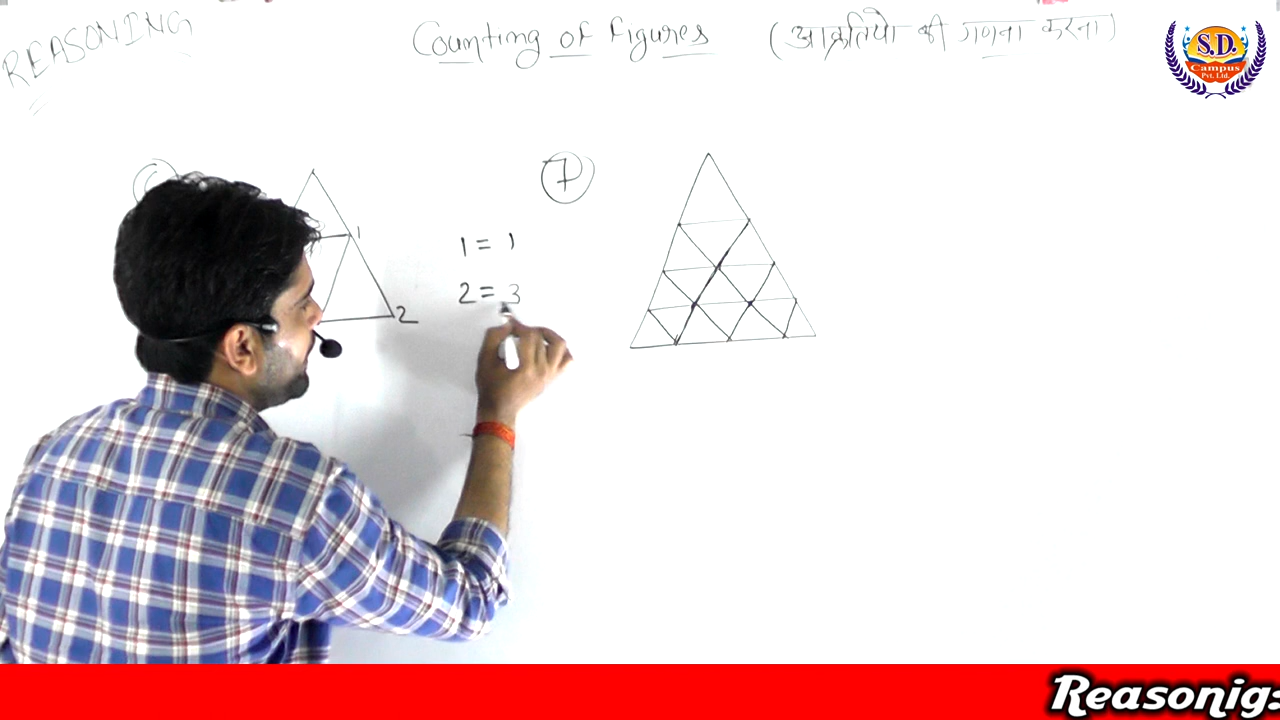 REASONING
Counting of Figures (आकृतियो की गणना करना)
S.D.
Campus
Pvt. Ltd.
7
1
2
1 = 1
2 = 3
Reasonigs